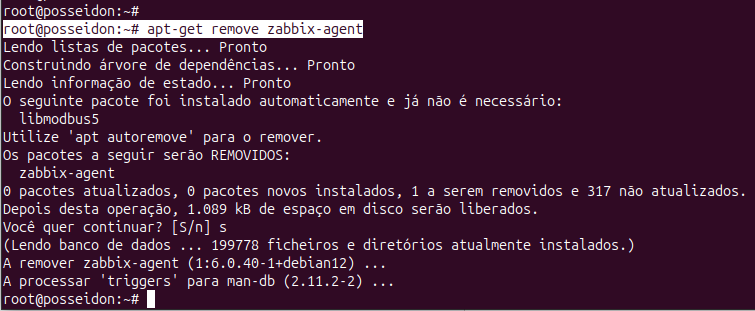 root@posseidon:~#
root@posseidon:~# apt-get remove zabbix-agent
Lendo listas de pacotes... Pronto
Construindo árvore de dependências... Pronto
Lendo informação de estado... Pronto
O seguinte pacote foi instalado automaticamente e já não é necessário:
  libmodbus5
Utilize 'apt autoremove' para o remover.
Os pacotes a seguir serão REMOVIDOS:
  zabbix-agent
0 pacotes atualizados, 0 pacotes novos instalados, 1 a serem removidos e 317 não atualizados.
Depois desta operação, 1.089 kB de espaço em disco serão liberados.
Você quer continuar? [S/n] s
(Lendo banco de dados ... 199778 ficheiros e diretórios atualmente instalados.)
A remover zabbix-agent (1:6.0.40-1+debian12) ...
A processar 'triggers' para man-db (2.11.2-2) ...
root@posseidon:~#